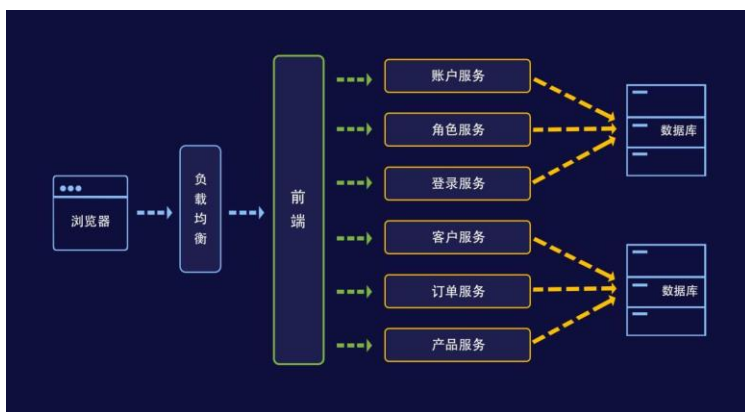 浏览器
负载均衡
前端
账户服务
角色服务
登录服务
客户服务
订单服务
产品服务
数据库
数据库